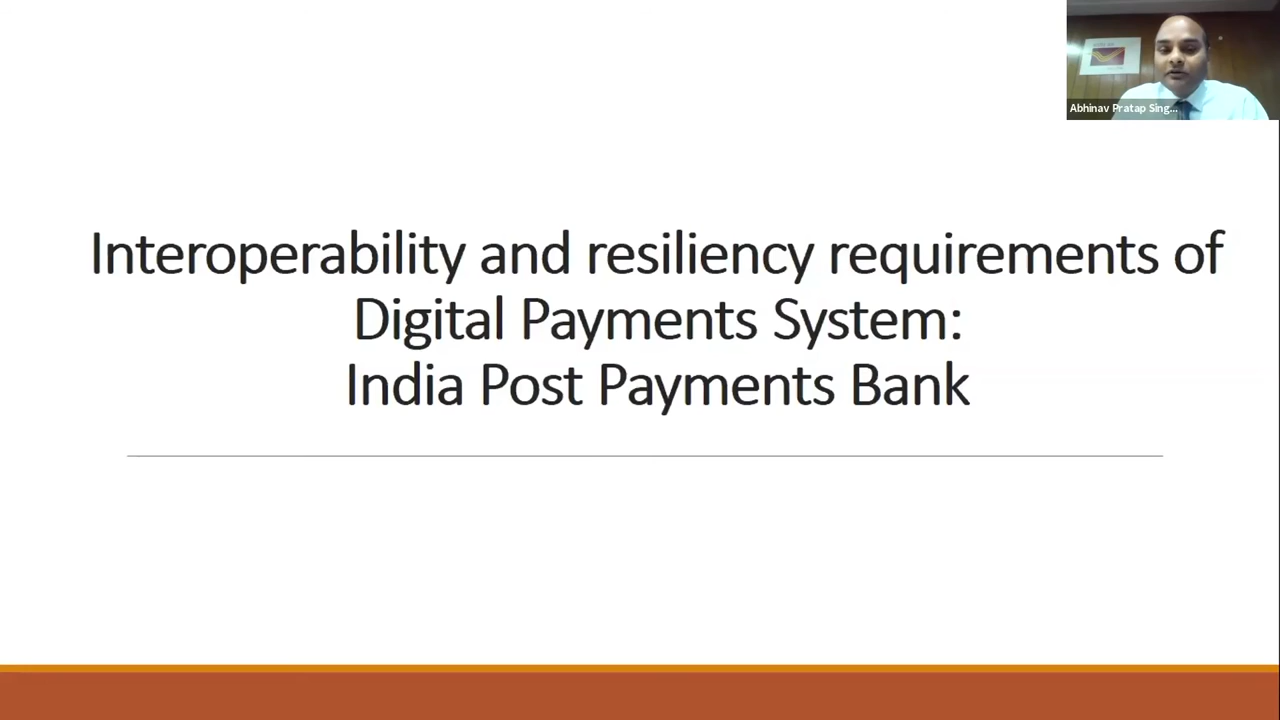 Abhinav Pratap Sing...
Interoperability and resiliency requirements of
Digital Payments System:
India Post Payments Bank